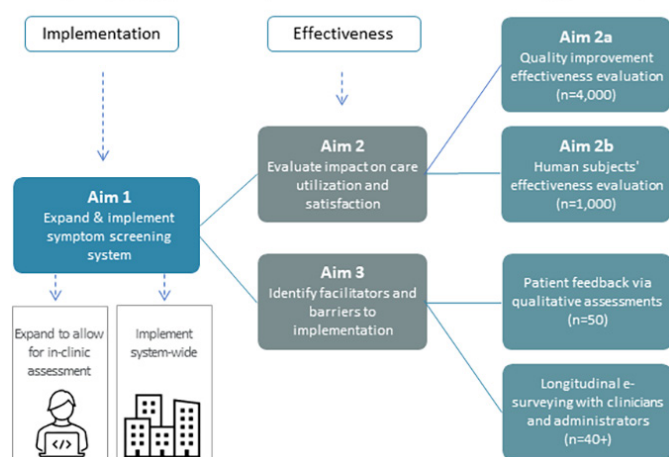 Implementation
Effectiveness
Aim 1
Expand & implement
symptom screening
system
Expand to allow
for in-clinic
assessment
</>
Implement
system-wide
Aim 2
Evaluate impact on care
utilization and
satisfaction
Aim 3
Identify facilitators and
barriers to
implementation
Aim 2a
Quality improvement
effectiveness evaluation
(n=4,000)
Aim 2b
Human subjects'
effectiveness evaluation
(n=1,000)
Patient feedback via
qualitative assessments
(n=50)
Longitudinal e-
surveying with clinicians
and administrators
(n=40+)